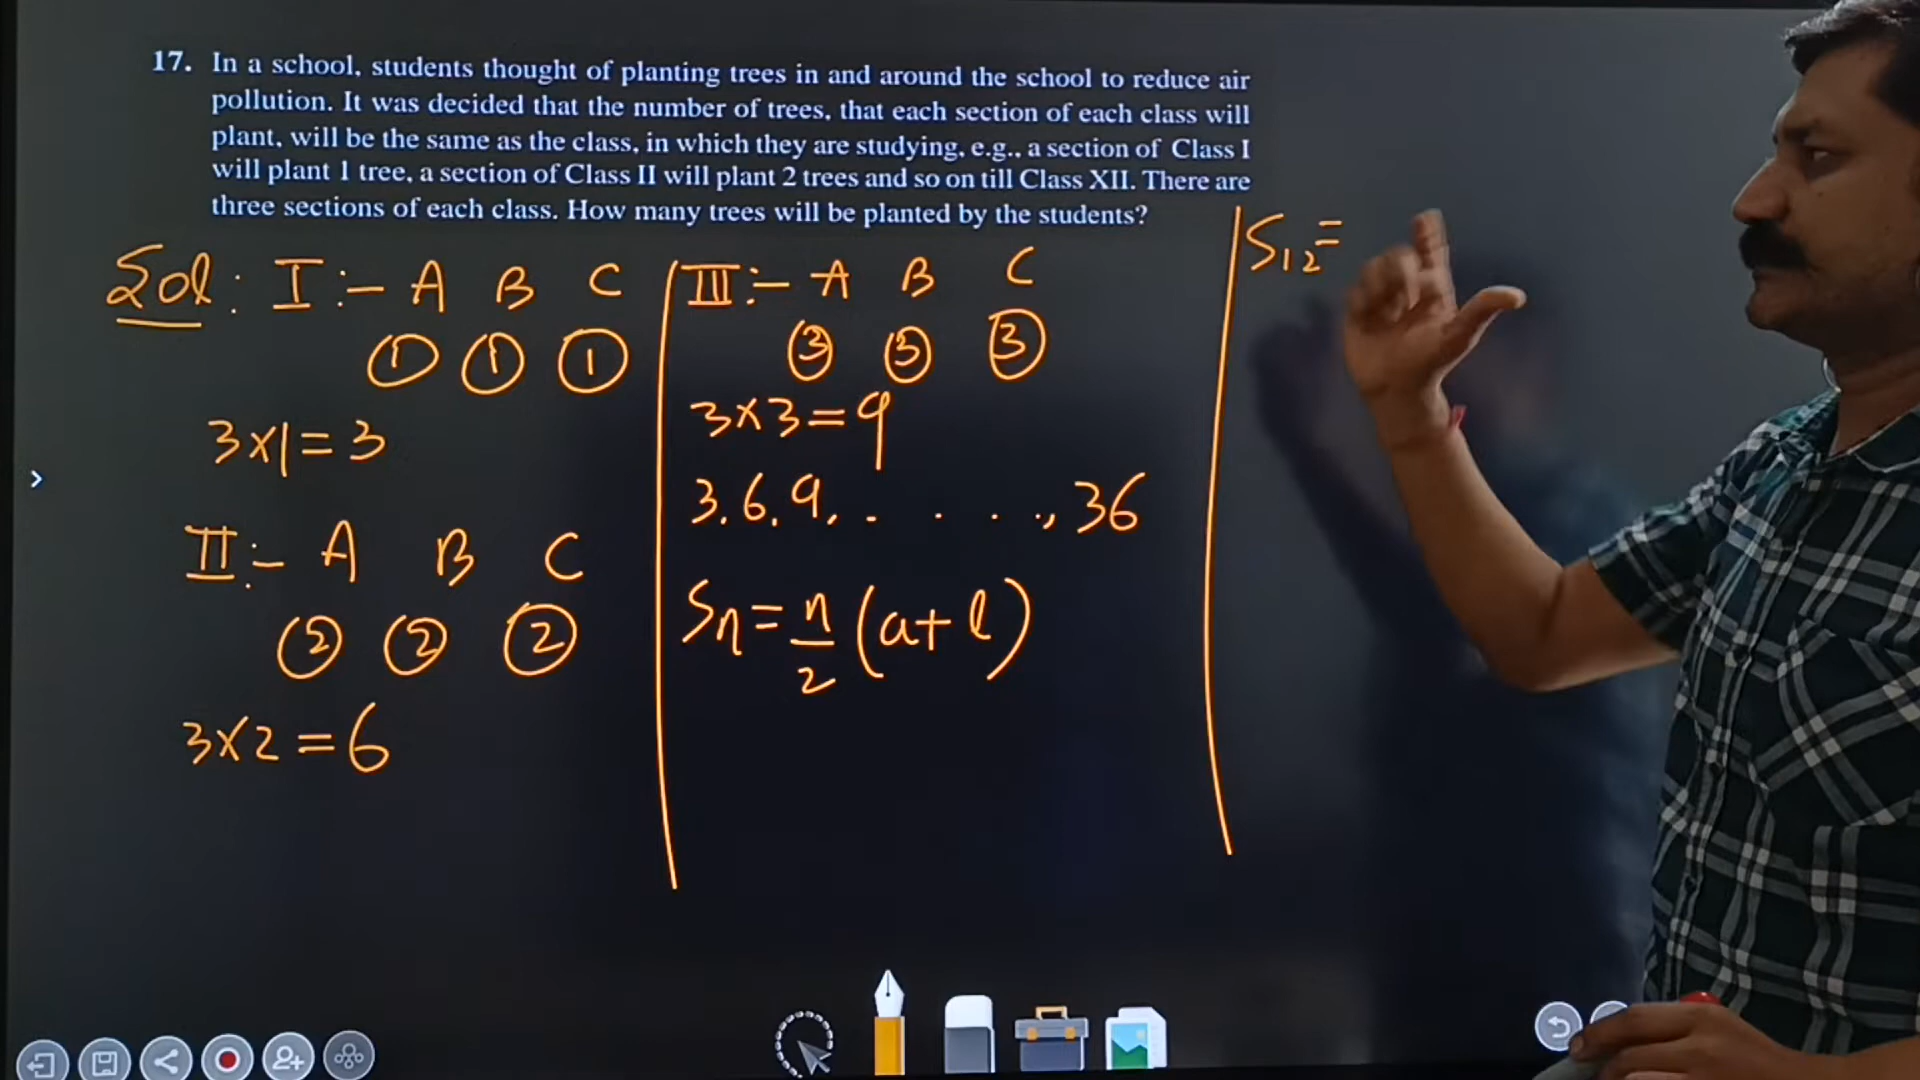 17. In a school, students thought of planting trees in and around the school to reduce air
pollution. It was decided that the number of trees, that each section of each class will
plant, will be the same as the class, in which they are studying, e.g., a section of Class I
will plant 1 tree, a section of Class II will plant 2 trees and so on till Class XII. There are
three sections of each class. How many trees will be planted by the students?
Sol: I :- A B C
1 1 1
3×1=3
II:- A B C
2 2 2
3×2=6
III:- A B C
3 3 3
3×3=9
3,6,9, . . . ., 36
Sn=n/2(a+l)
S12=